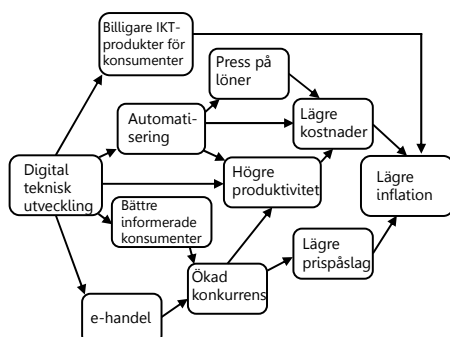 Billigare IKT-
produkter för
konsumenter
Press på
löner
Automati-
sering
Lägre
kostnader
Digital
teknisk
utveckling
Högre
produktivitet
Lägre
inflation
Bättre
informerade
konsumenter
Lägre
prispåslag
Ökad
konkurrens
e-handel